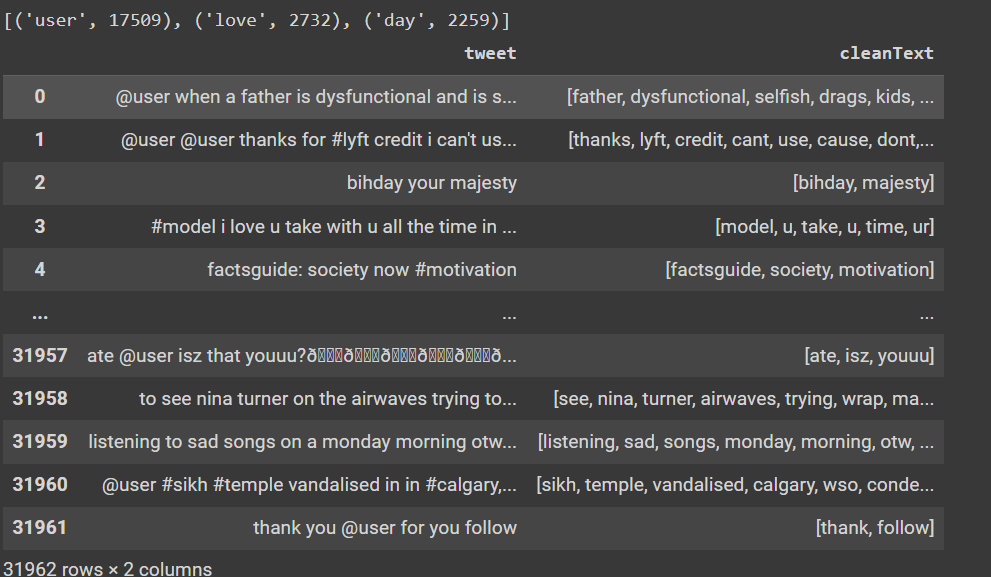 [('user', 17509), ('love', 2732), ('day', 2259)]
tweet cleanText
0 @user when a father is dysfunctional and is s... [father, dysfunctional, selfish, drags, kids, ...
1 @user @user thanks for #lyft credit i can't us... [thanks, lyft, credit, cant, use, cause, dont,...
2 bihday your majesty [bihday, majesty]
3 #model i love u take with u all the time in ... [model, u, take, u, time, ur]
4 factsguide: society now #motivation [factsguide, society, motivation]
... ... ...
31957 ate @user isz that youuu?ððððððð... [ate, isz, youuu]
31958 to see nina turner on the airwaves trying to... [see, nina, turner, airwaves, trying, wrap, ma...
31959 listening to sad songs on a monday morning otw... [listening, sad, songs, monday, morning, otw, ...
31960 @user #sikh #temple vandalised in in #calgary,... [sikh, temple, vandalised, calgary, wso, conde...
31961 thank you @user for you follow [thank, follow]
31962 rows × 2 columns